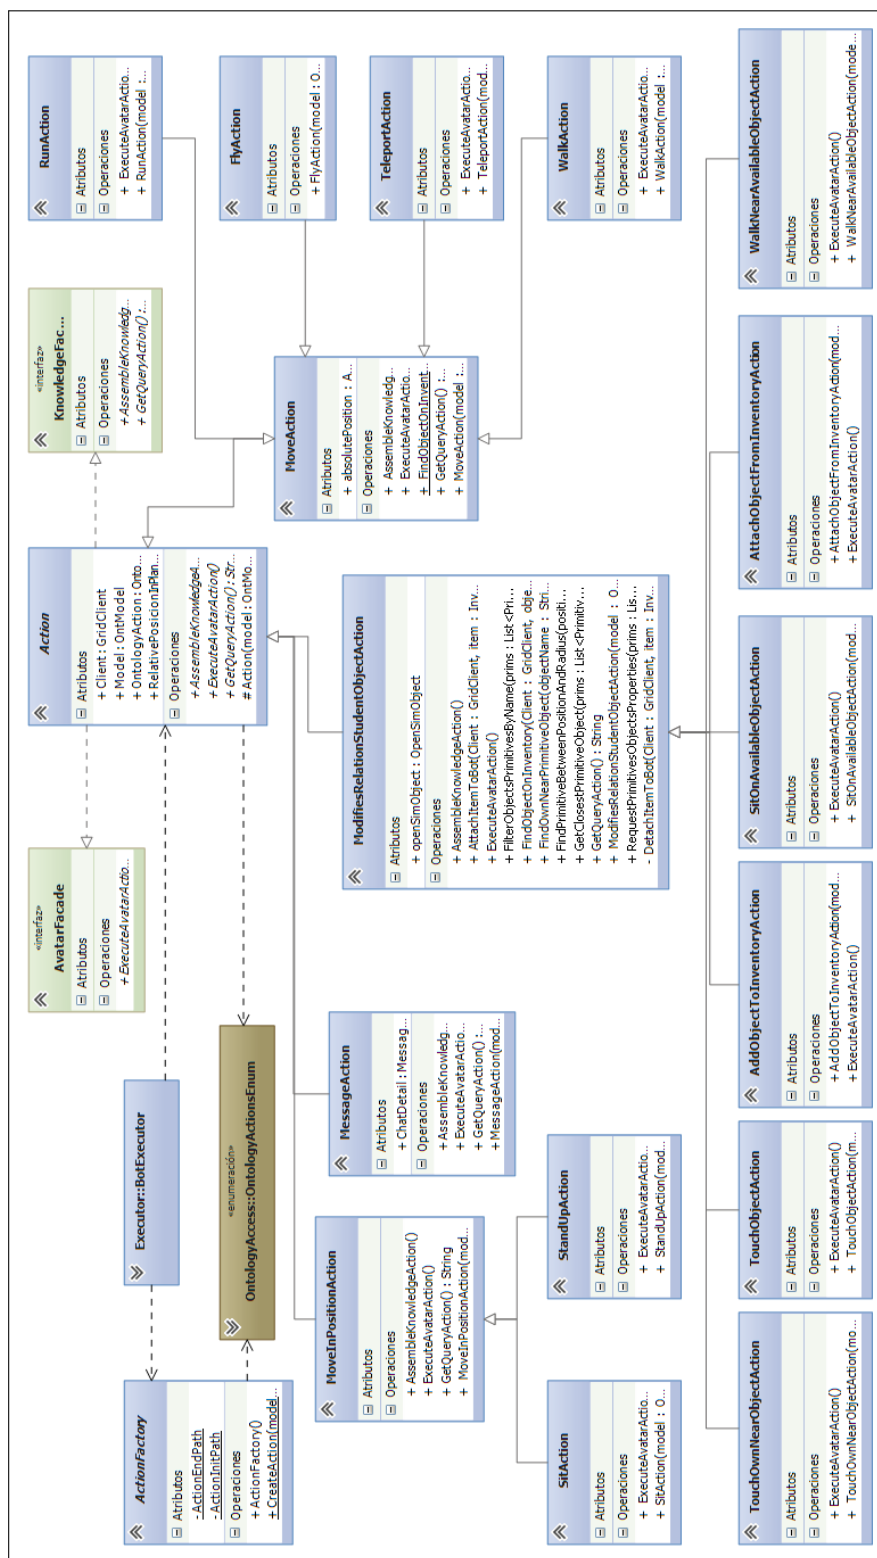 ActionFactory
Atributos
- ActionEndPath
- ActionInitPath
Operaciones
+ ActionFactory()
+ CreateAction(model...
Executor::BotExecutor
«enumeración»
OntologyAccess::OntologyActionsEnum
«interfaz»
AvatarFacade
Atributos
Operaciones
+ ExecuteAvatarActio...
Action
Atributos
+ Client : GridClient
+ Model : OntModel
+ OntologyAction : Onto...
+ RelativePosicionInPlan...
Operaciones
+ AssembleKnowledgeA...
+ ExecuteAvatarAction()
+ GetQueryAction() : Str...
# Action(model : OntMo...
«interfaz»
KnowledgeFac...
Atributos
Operaciones
+ AssembleKnowledg...
+ GetQueryAction() :...
RunAction
Atributos
Operaciones
+ ExecuteAvatarActio...
+ RunAction(model :...
FlyAction
Atributos
Operaciones
+ FlyAction(model : O...
TeleportAction
Atributos
Operaciones
+ ExecuteAvatarActio...
+ TeleportAction(mod...
WalkAction
Atributos
Operaciones
+ ExecuteAvatarActio...
+ WalkAction(model :...
MoveAction
Atributos
+ absolutePosition : A...
Operaciones
+ AssembleKnowledg...
+ ExecuteAvatarActio...
+ FindObjectOnInvent...
+ GetQueryAction() :...
+ MoveAction(model :...
MoveInPositionAction
Atributos
Operaciones
+ AssembleKnowledgeAction()
+ ExecuteAvatarAction()
+ GetQueryAction() : String
+ MoveInPositionAction(mod...
MessageAction
Atributos
+ ChatDetail : Messag...
Operaciones
+ AssembleKnowledg...
+ ExecuteAvatarActio...
+ GetQueryAction() :...
+ MessageAction(mod...
ModifiesRelationStudentObjectAction
Atributos
+ openSimObject : OpenSimObject
Operaciones
+ AssembleKnowledgeAction()
+ AttachItemToBot(Client : GridClient, item : Inv...
+ ExecuteAvatarAction()
+ FilterObjectsPrimitivesByName(prims : List<Pri...
+ FindObjectOnInventory(Client : GridClient, obje...
+ FindOwnNearPrimitiveObject(objectName : Stri...
+ FindPrimitiveBetweenPositionAndRadius(positi...
+ GetClosestPrimitiveObject(prims : List<Primitiv...
+ GetQueryAction() : String
+ ModifiesRelationStudentObjectAction(model : O...
+ RequestPrimitivesObjectsProperties(prims : Lis...
- DetachItemToBot(Client : GridClient, item : Inv...
SitAction
Atributos
Operaciones
+ ExecuteAvatarActio...
+ SitAction(model : O...
StandUpAction
Atributos
Operaciones
+ ExecuteAvatarActio...
+ StandUpAction(mod...
TouchOwnNearObjectAction
Atributos
Operaciones
+ ExecuteAvatarAction()
+ TouchOwnNearObjectAction(mo...
TouchObjectAction
Atributos
Operaciones
+ ExecuteAvatarAction()
+ TouchObjectAction(m...
AddObjectToInventoryAction
Atributos
Operaciones
+ AddObjectToInventoryAction(mod...
+ ExecuteAvatarAction()
SitOnAvailableObjectAction
Atributos
Operaciones
+ ExecuteAvatarAction()
+ SitOnAvailableObjectAction(mod...
AttachObjectFromInventoryAction
Atributos
Operaciones
+ AttachObjectFromInventoryAction(mod...
+ ExecuteAvatarAction()
WalkNearAvailableObjectAction
Atributos
Operaciones
+ ExecuteAvatarAction()
+ WalkNearAvailableObjectAction(mode...